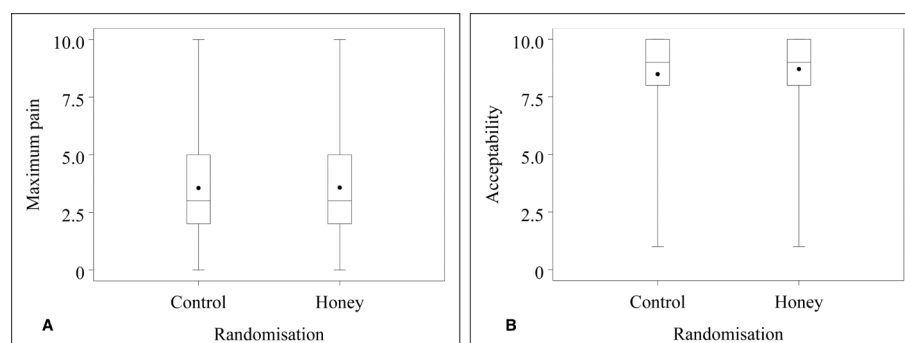 Maximum pain
10.0
7.5
5.0
2.5
0
Control Honey
Randomisation
A
Acceptability
10.0
7.5
5.0
2.5
0
Control Honey
Randomisation
B